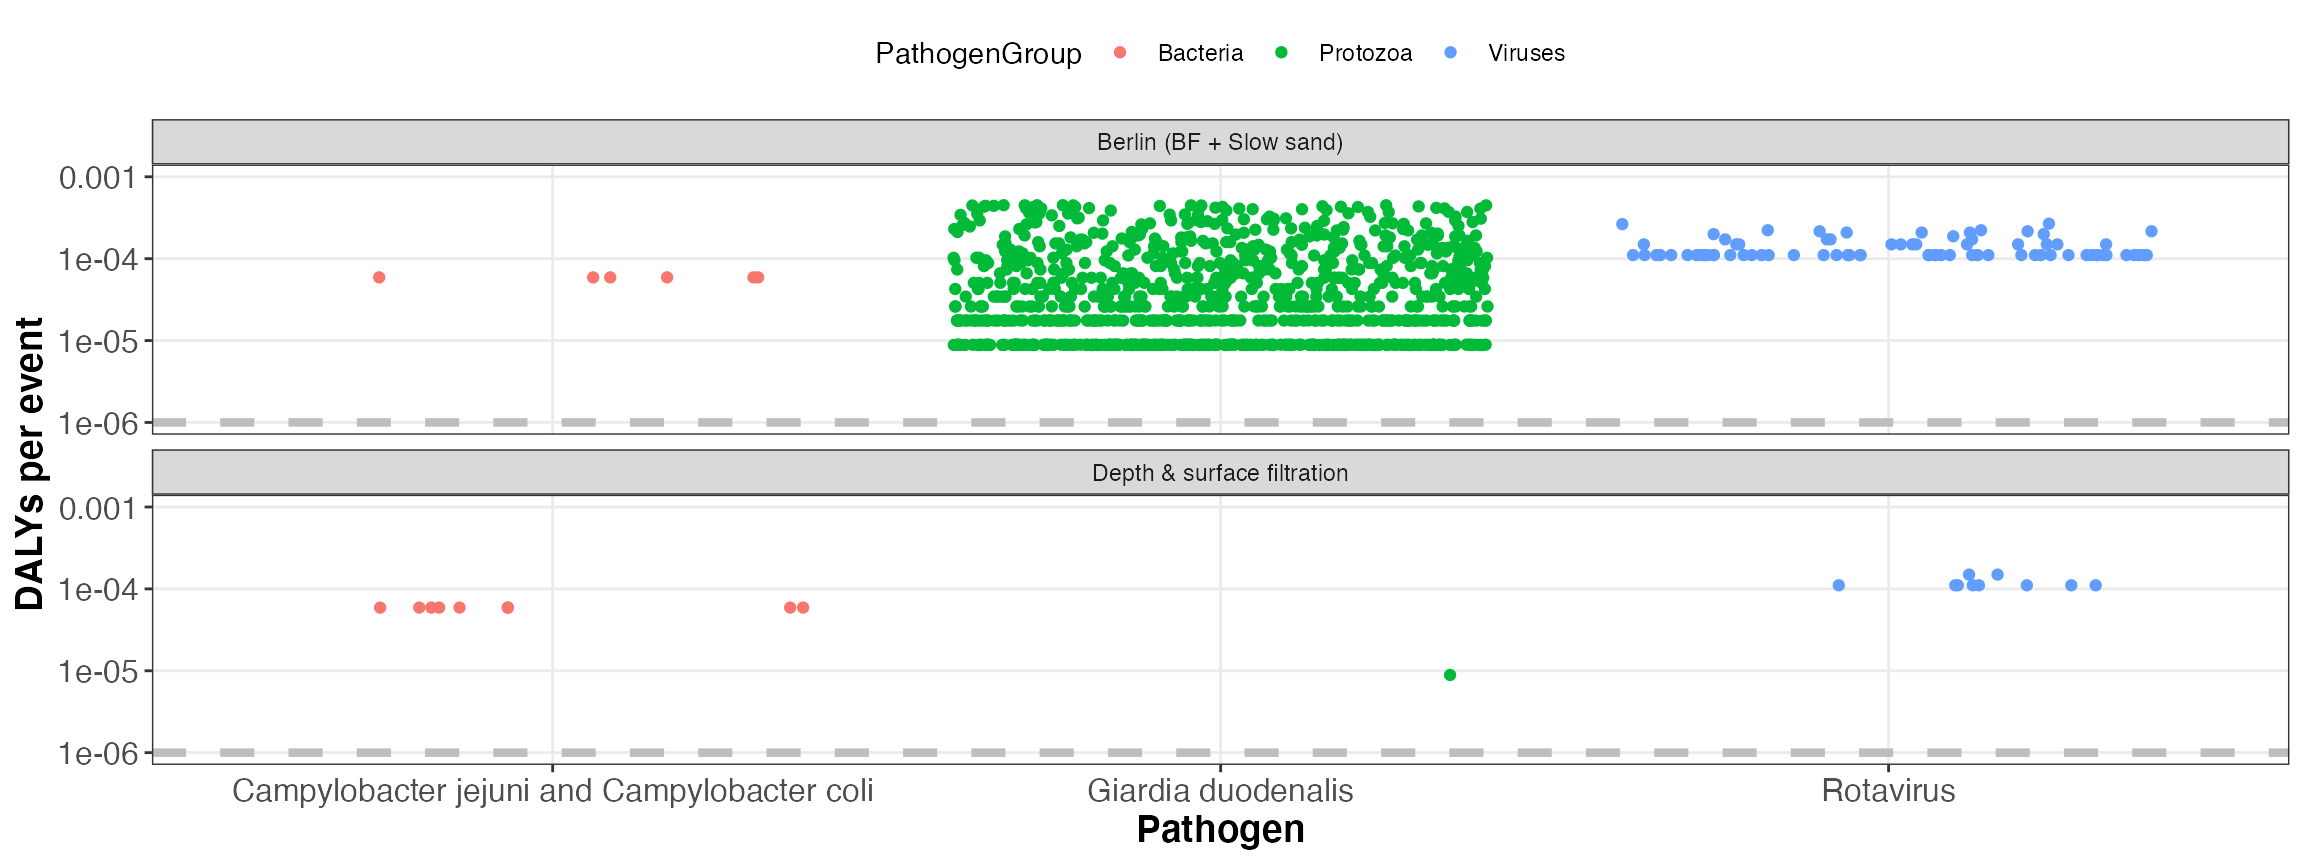 PathogenGroup Bacteria Protozoa Viruses
Berlin (BF + Slow sand)
0.001
1e-04
1e-05
1e-06
Depth & surface filtration
0.001
1e-04
1e-05
1e-06
DALYs per event
Campylobacter jejuni and Campylobacter coli Giardia duodenalis Rotavirus
Pathogen